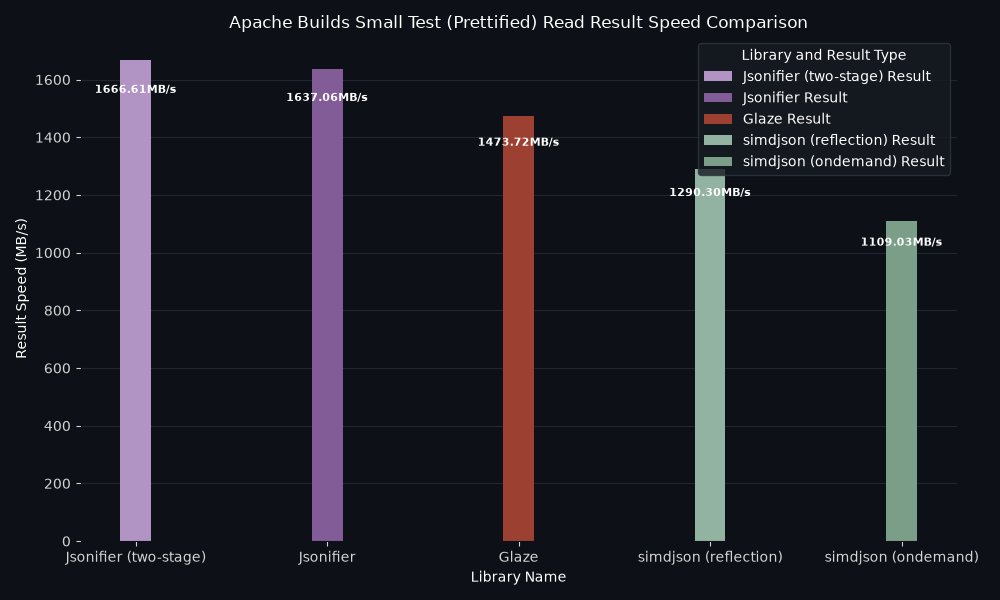 Apache Builds Small Test (Prettified) Read Result Speed Comparison
Library and Result Type
Jsonifier (two-stage) Result
Jsonifier Result
Glaze Result
simdjson (reflection) Result
simdjson (ondemand) Result
1666.61MB/s
1637.06MB/s
1473.72MB/s
1290.30MB/s
1109.03MB/s
Result Speed (MB/s)
1600
1400
1200
1000
800
600
400
200
0
Jsonifier (two-stage)
Jsonifier
Glaze
simdjson (reflection)
simdjson (ondemand)
Library Name